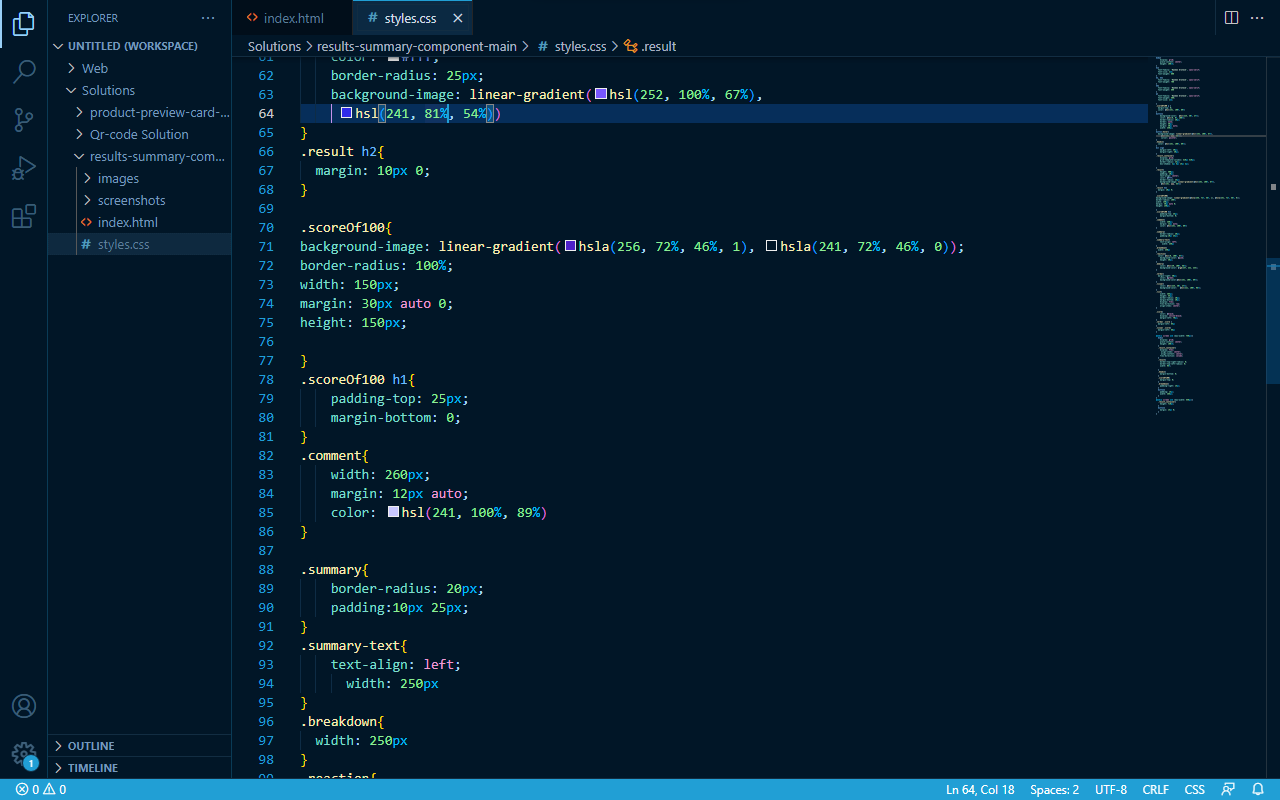 EXPLORER
UNTITLED (WORKSPACE)
Web
Solutions
product-preview-card-...
Qr-code Solution
results-summary-com...
images
screenshots
index.html
styles.css
OUTLINE
TIMELINE
1
index.html
styles.css
Solutions > results-summary-component-main > styles.css > .result
61 color: #fff;
62 border-radius: 25px;
63 background-image: linear-gradient(hsl(252, 100%, 67%),
64 hsl(241, 81%, 54%))
65 }
66 .result h2{
67 margin: 10px 0;
68 }
69
70 .scoreOf100{
71 background-image: linear-gradient(hsla(256, 72%, 46%, 1), hsla(241, 72%, 46%, 0));
72 border-radius: 100%;
73 width: 150px;
74 margin: 30px auto 0;
75 height: 150px;
76
77 }
78 .scoreOf100 h1{
79 padding-top: 25px;
80 margin-bottom: 0;
81 }
82 .comment{
83 width: 260px;
84 margin: 12px auto;
85 color: hsl(241, 100%, 89%)
86 }
87
88 .summary{
89 border-radius: 20px;
90 padding:10px 25px;
91 }
92 .summary-text{
93 text-align: left;
94 width: 250px
95 }
96 .breakdown{
97 width: 250px
98 }
99 .reaction{
0 0 Ln 64, Col 18 Spaces: 2 UTF-8 CRLF CSS